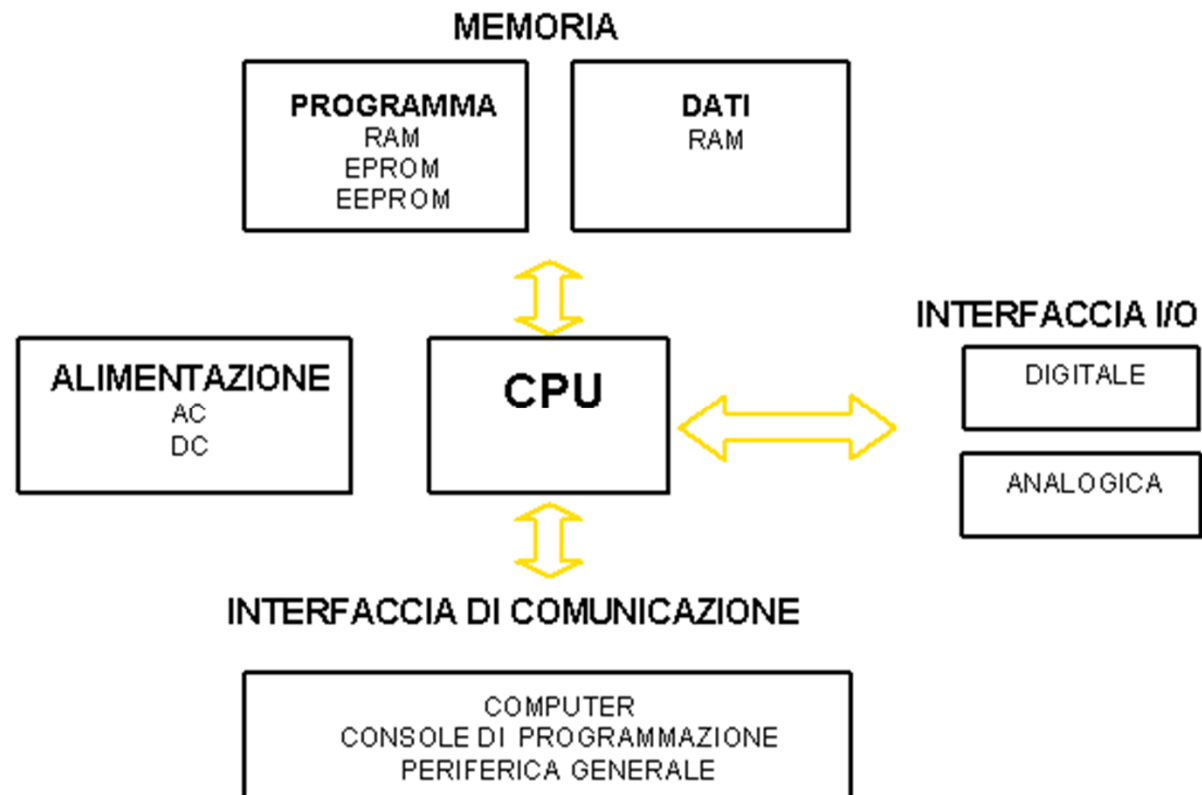 MEMORIA
PROGRAMMA
RAM
EPROM
EEPROM
DATI
RAM
ALIMENTAZIONE
AC
DC
CPU
INTERFACCIA I/O
DIGITALE
ANALOGICA
INTERFACCIA DI COMUNICAZIONE
COMPUTER
CONSOLE DI PROGRAMMAZIONE
PERIFERICA GENERALE